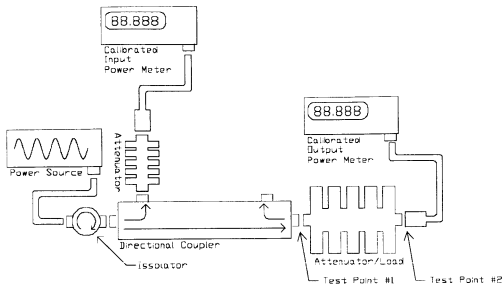 88.888
Calibrated
Input
Power Meter
88.888
Calibrated
Output
Power Meter
Attenuator
Power Source
Directional Coupler
Issolator
Attenuator/Load
Test Point #1
Test Point #2